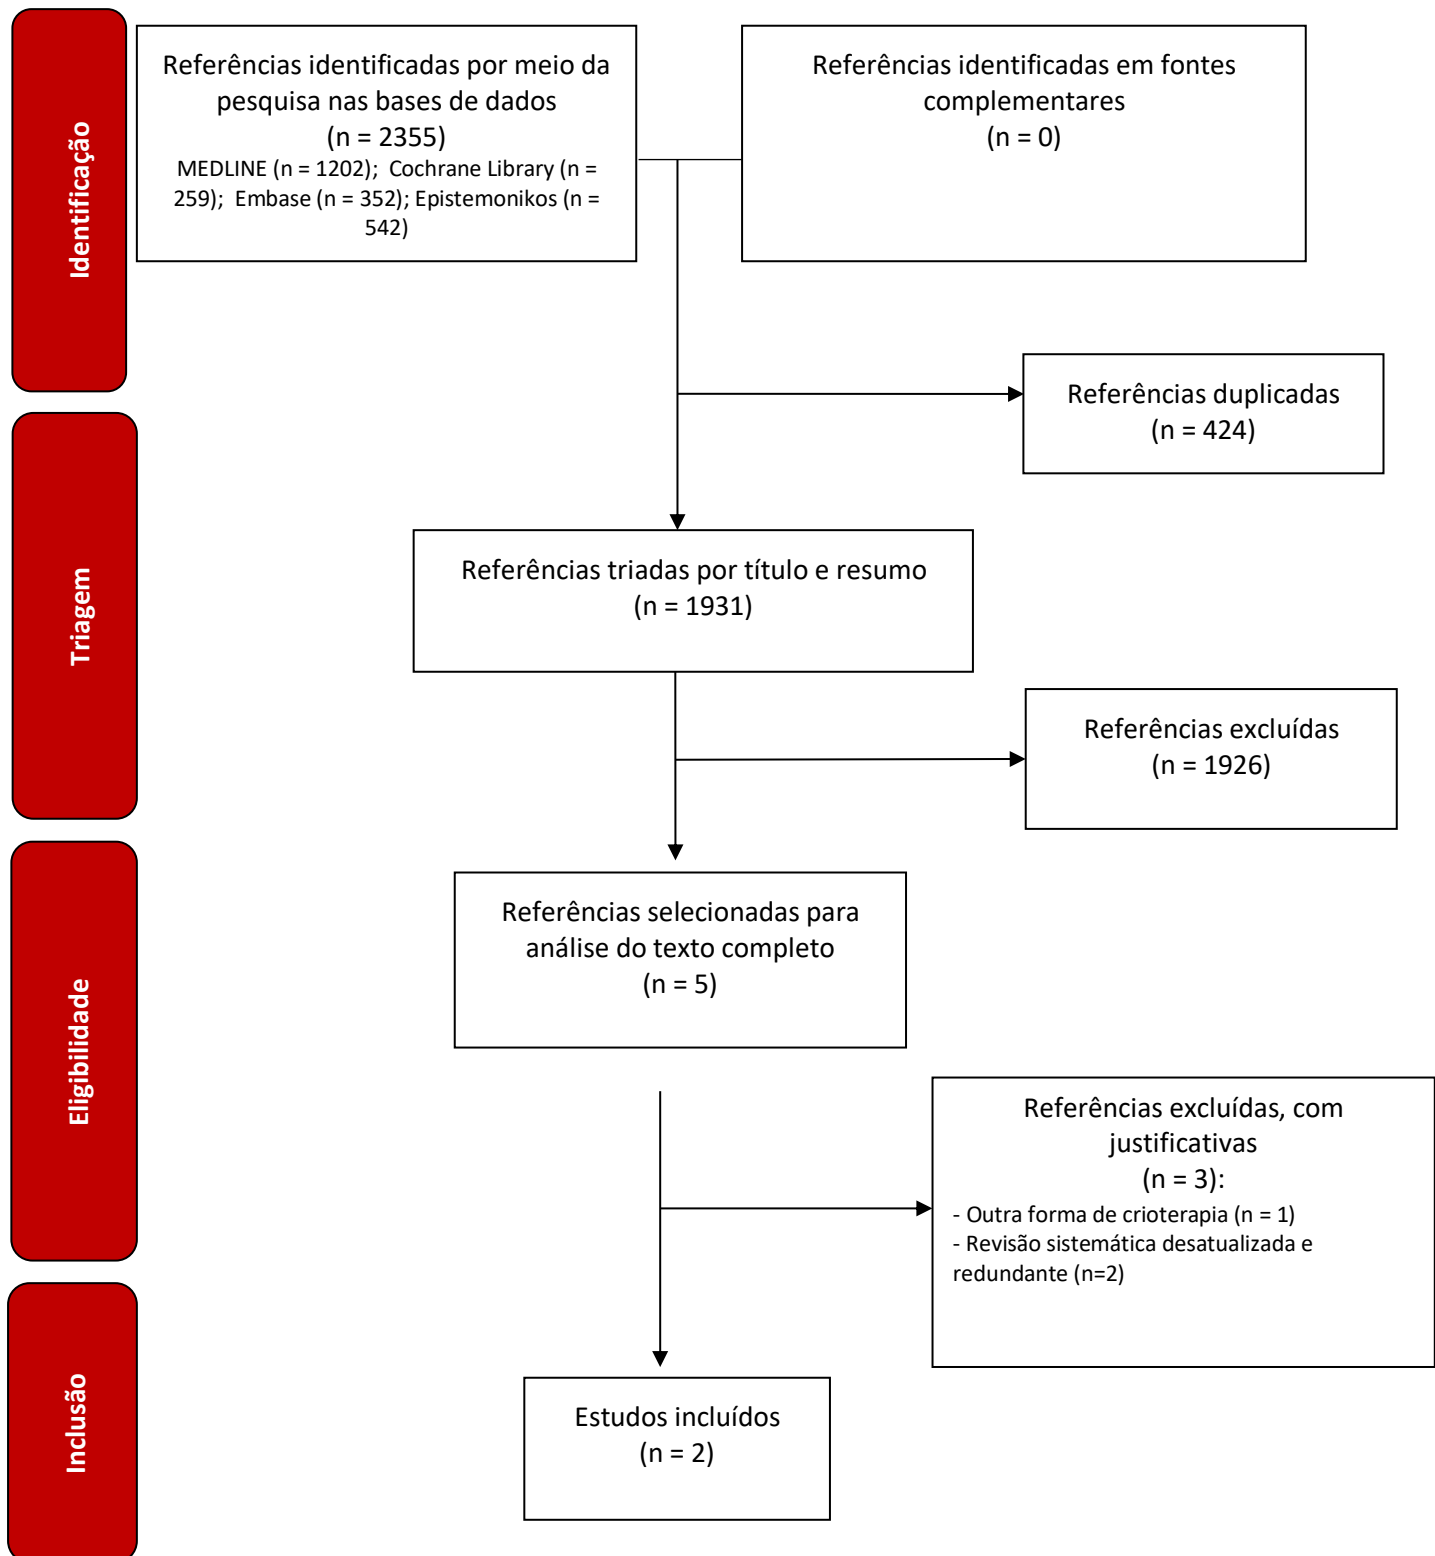 Identificação
Referências identificadas por meio da
pesquisa nas bases de dados
(n = 2355)
MEDLINE (n = 1202); Cochrane Library (n =
259); Embase (n = 352); Epistemonikos (n =
542)
Referências identificadas em fontes
complementares
(n = 0)
Referências duplicadas
(n = 424)
Triagem
Referências triadas por título e resumo
(n = 1931)
Referências excluídas
(n = 1926)
Eligibilidade
Referências selecionadas para
análise do texto completo
(n = 5)
Referências excluídas, com
justificativas
(n = 3):
- Outra forma de crioterapia (n = 1)
- Revisão sistemática desatualizada e
redundante (n=2)
Inclusão
Estudos incluídos
(n = 2)